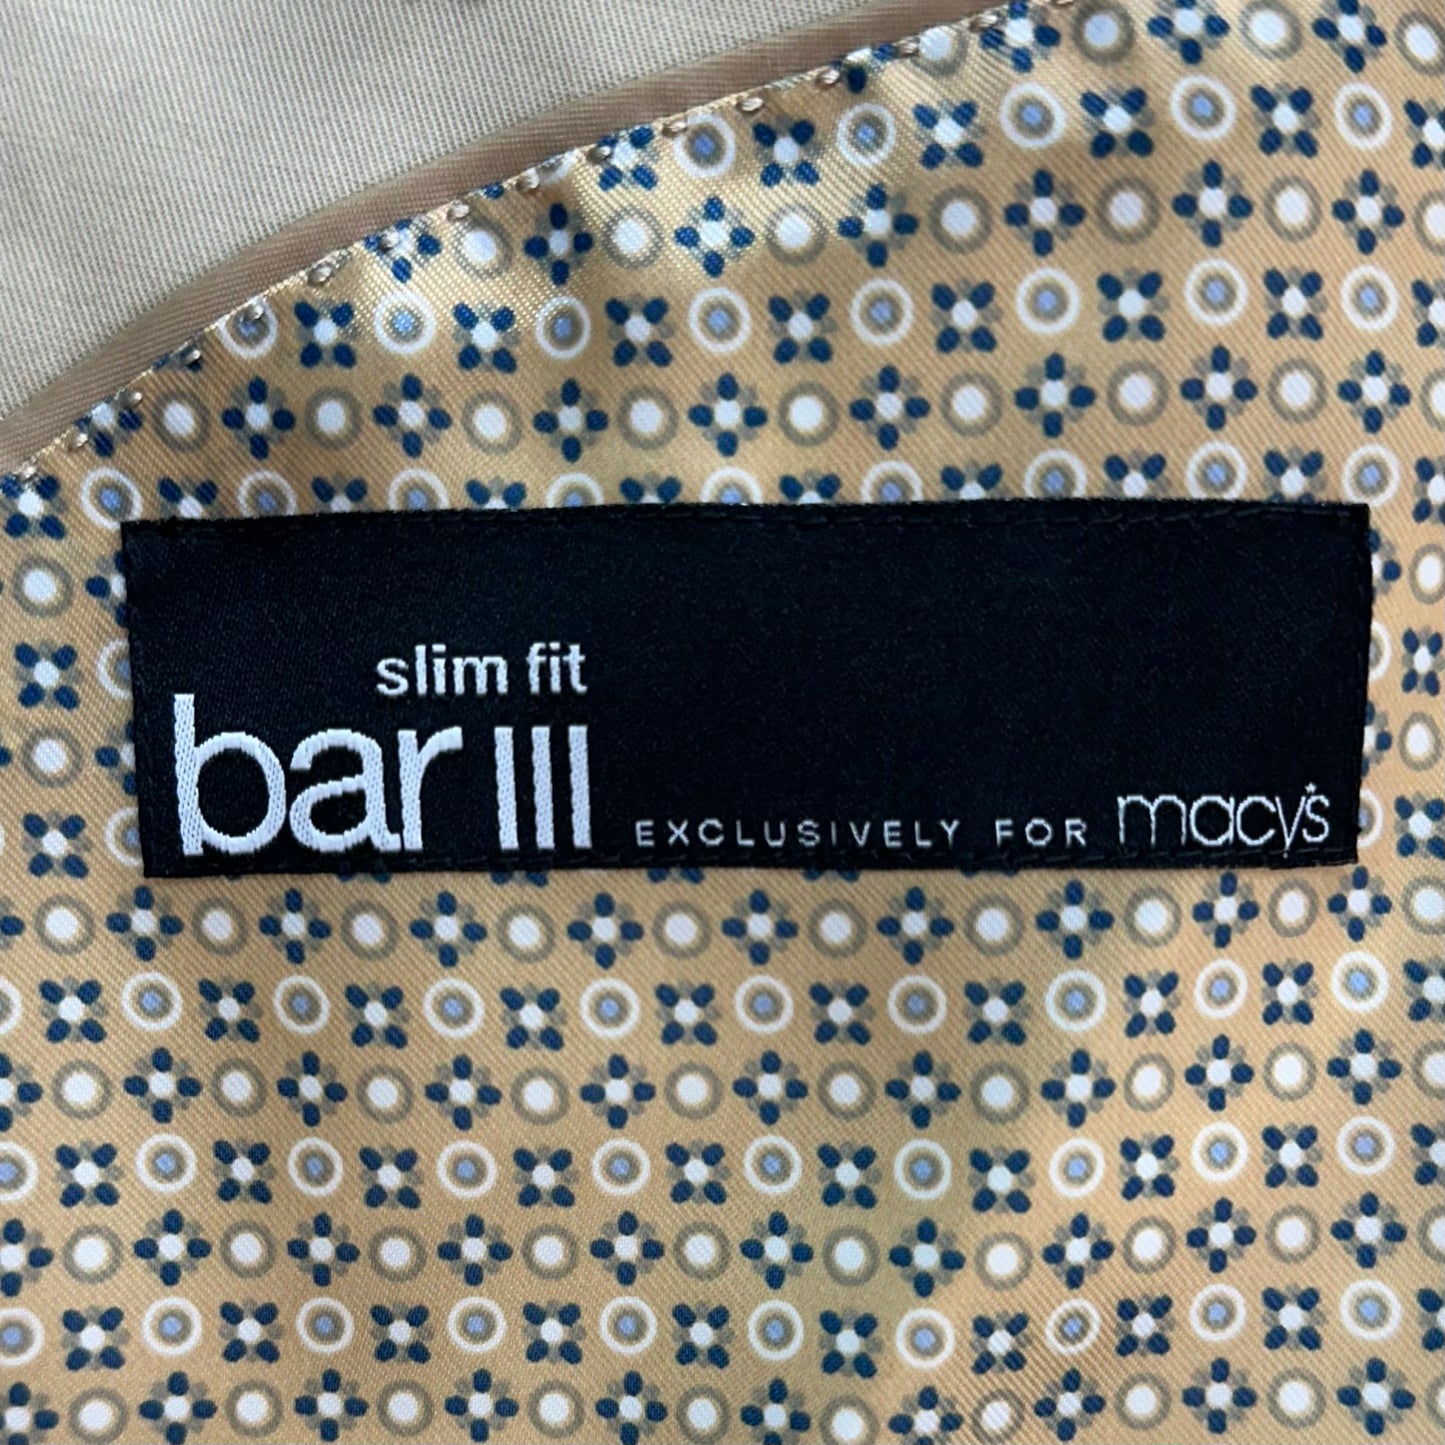 slim fit
bar III
EXCLUSIVELY FOR macy's